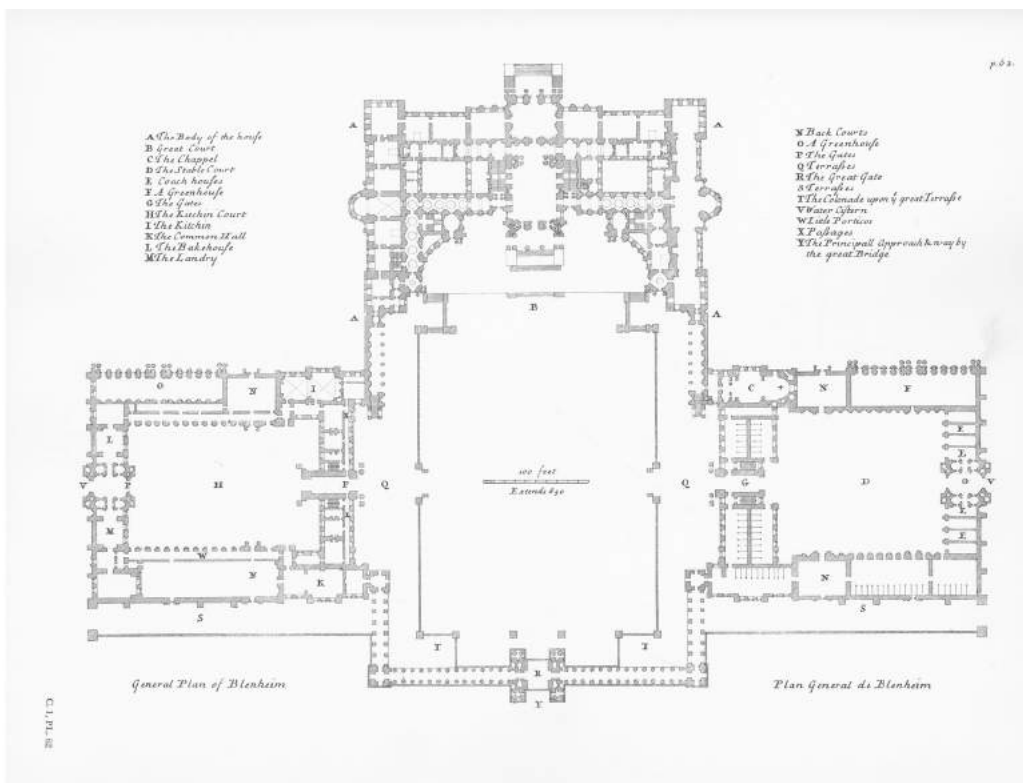 p. 62.
A The Body of the house
B Great Court
C The Chappel
D The Stable Court
E Coach houses
F A Greenhouse
G The Gates
H The Kitchin Court
I The Kitchin
K The Common Hall
L The Bakehouse
M The Landry
N Back Courts
O A Greenhouse
P The Gates
Q Terrasses
R The Great Gate
S Terrasses
T The Colonade upon ẏ great Terrasse
V Water Cistern
W Little Porticos
X Passages
Y The Principall Approach & way by
the great Bridge
A
A
A
A
B
O
N
I
C
N
F
L
E
E
V
P
H
P
Q
100 feet
Extends 850
Q
G
D
G
V
M
L
E
E
W
N
K
N
S
S
T
T
R
Y
General Plan of Blenheim
Plan General de Blenheim
C. I. Pl. 62